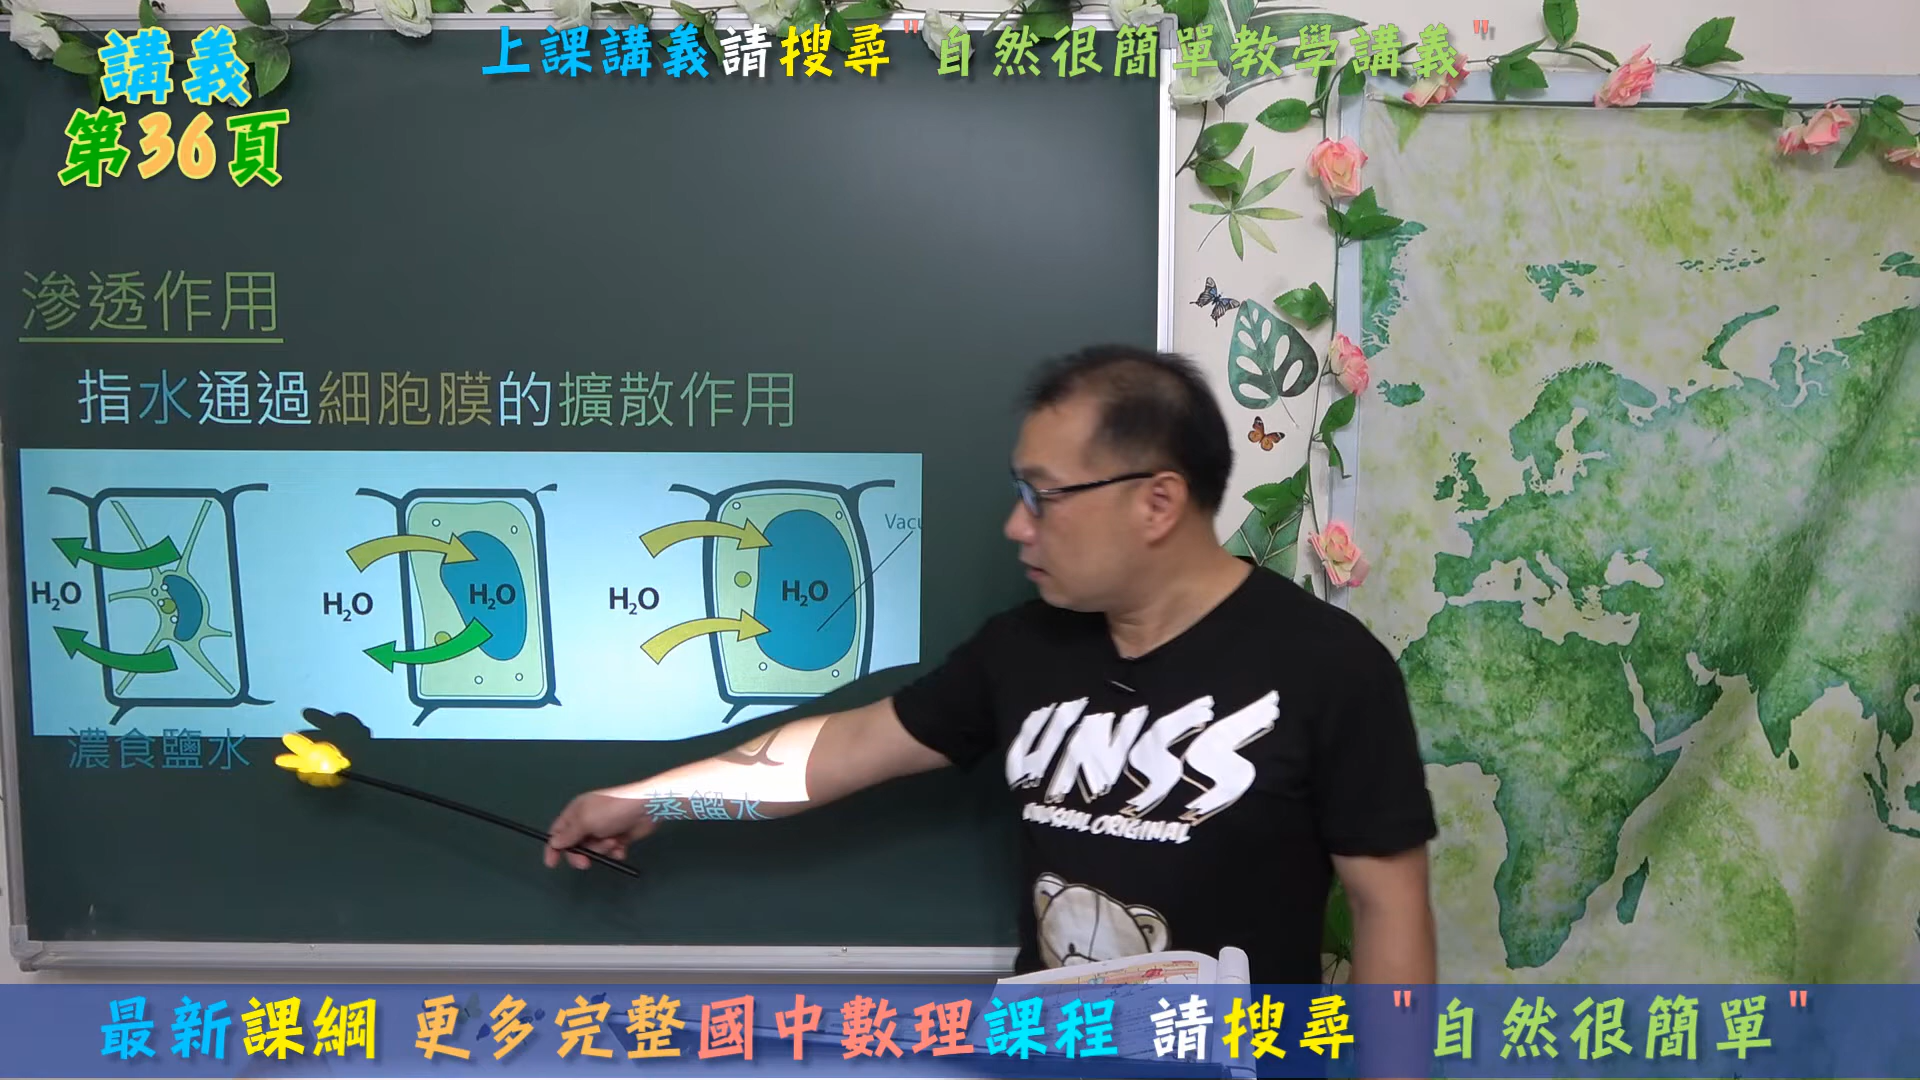 上課講義請搜尋"自然很簡單教學講義"
講義
第36頁
滲透作用
指水通過細胞膜的擴散作用
H₂O
H₂O
H₂O
H₂O
H₂O
濃食鹽水
蒸餾水
UNSS
ORIGINAL
最新課綱 更多完整國中數理課程 請搜尋 "自然很簡單"